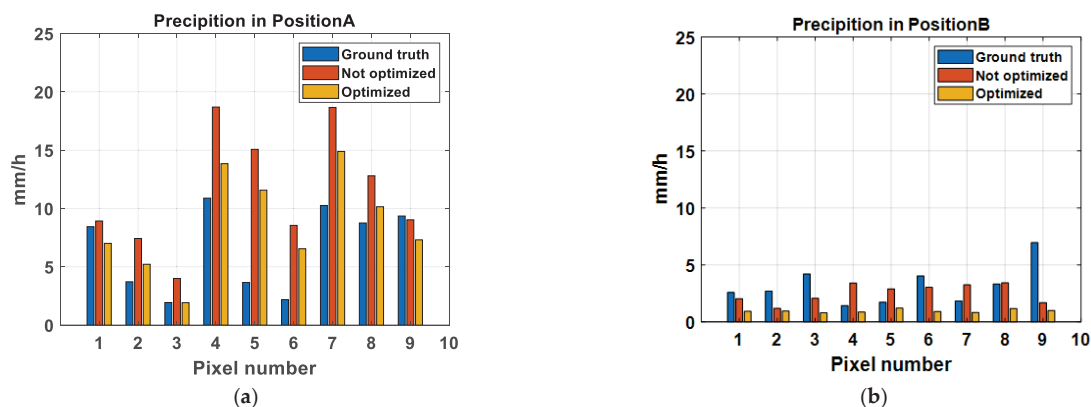 Precipition in PositionA
25
20
15
10
5
0
mm/h
Ground truth
Not optimized
Optimized
1 2 3 4 5 6 7 8 9 10
Pixel number
(a)
Precipition in PositionB
25
20
15
10
5
0
mm/h
Ground truth
Not optimized
Optimized
1 2 3 4 5 6 7 8 9 10
Pixel number
(b)